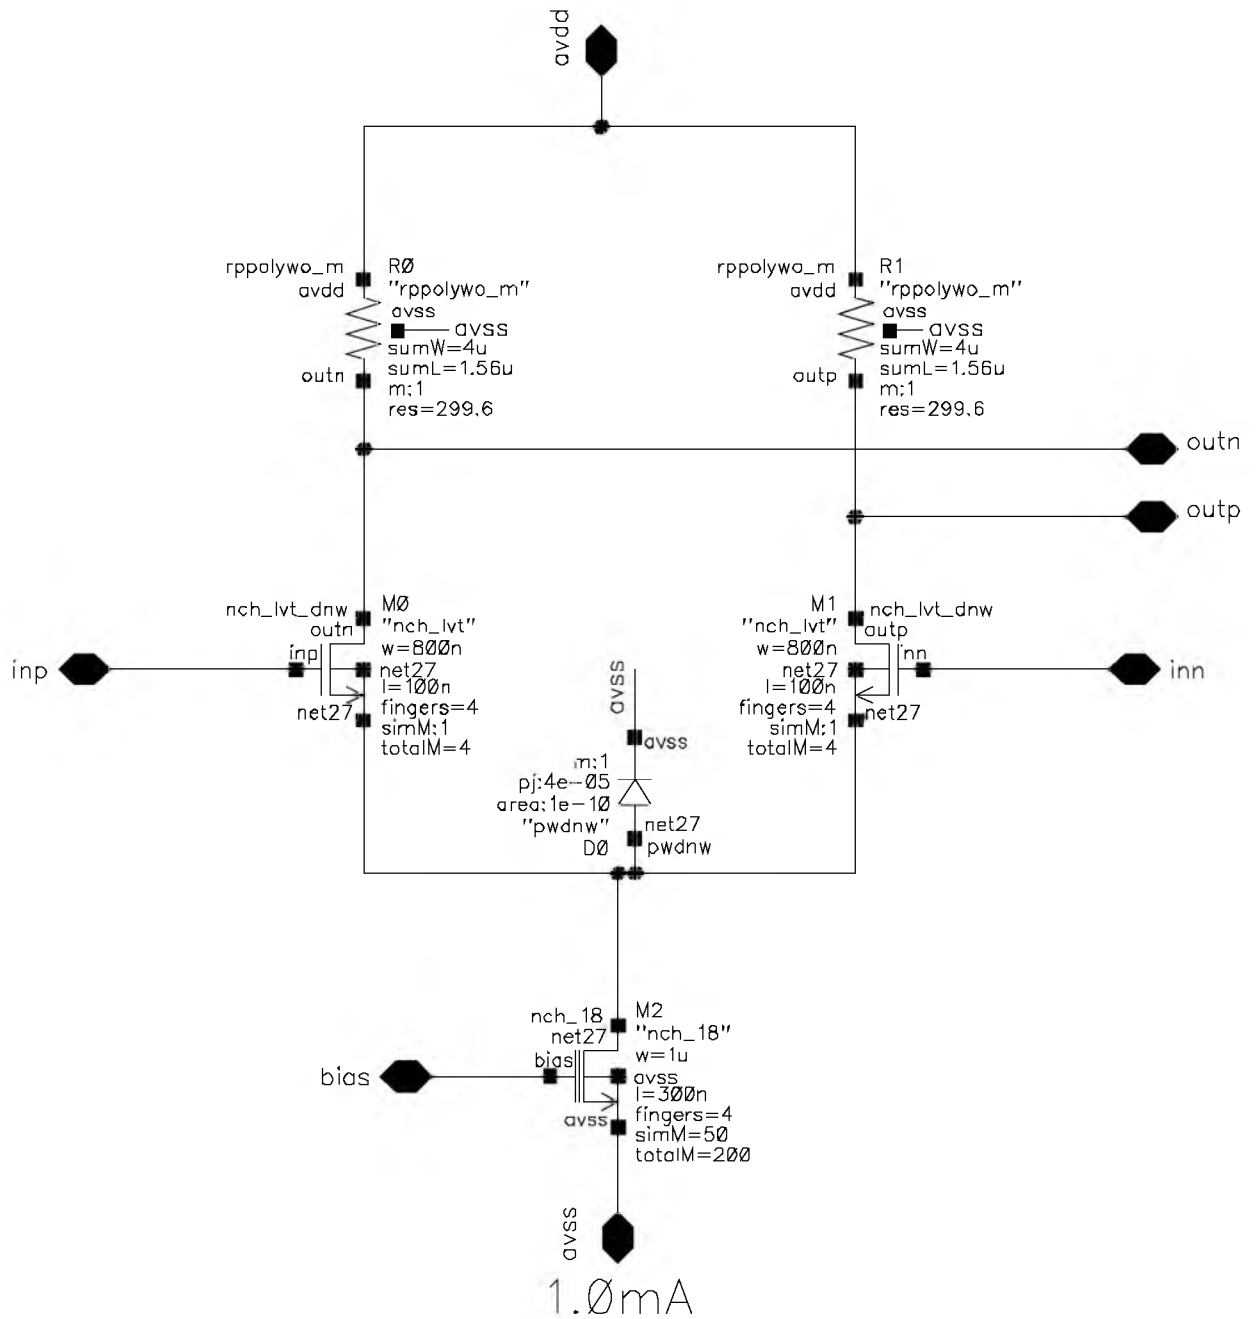 avdd
rppolywo_m
R0
avdd
"rppolywo_m"
avss
avss
sumW=4u
sumL=1.56u
outn
m:1
res=299.6
rppolywo_m
R1
avdd
"rppolywo_m"
avss
avss
sumW=4u
sumL=1.56u
outp
m:1
res=299.6
outn
outp
nch_lvt_dnw
M0
outn
"nch_lvt"
w=800n
inp
inp
net27
l=100n
fingers=4
net27
simM:1
totalM=4
M1
nch_lvt_dnw
"nch_lvt"
outp
w=800n
inn
net27
inn
l=100n
fingers=4
net27
simM:1
totalM=4
avss
avss
m:1
pj:4e-05
area:1e-10
"pwdnw"
net27
D0
pwdnw
nch_18
M2
net27
"nch_18"
bias
w=1u
bias
avss
l=300n
fingers=4
avss
simM=50
totalM=200
avss
1.0mA